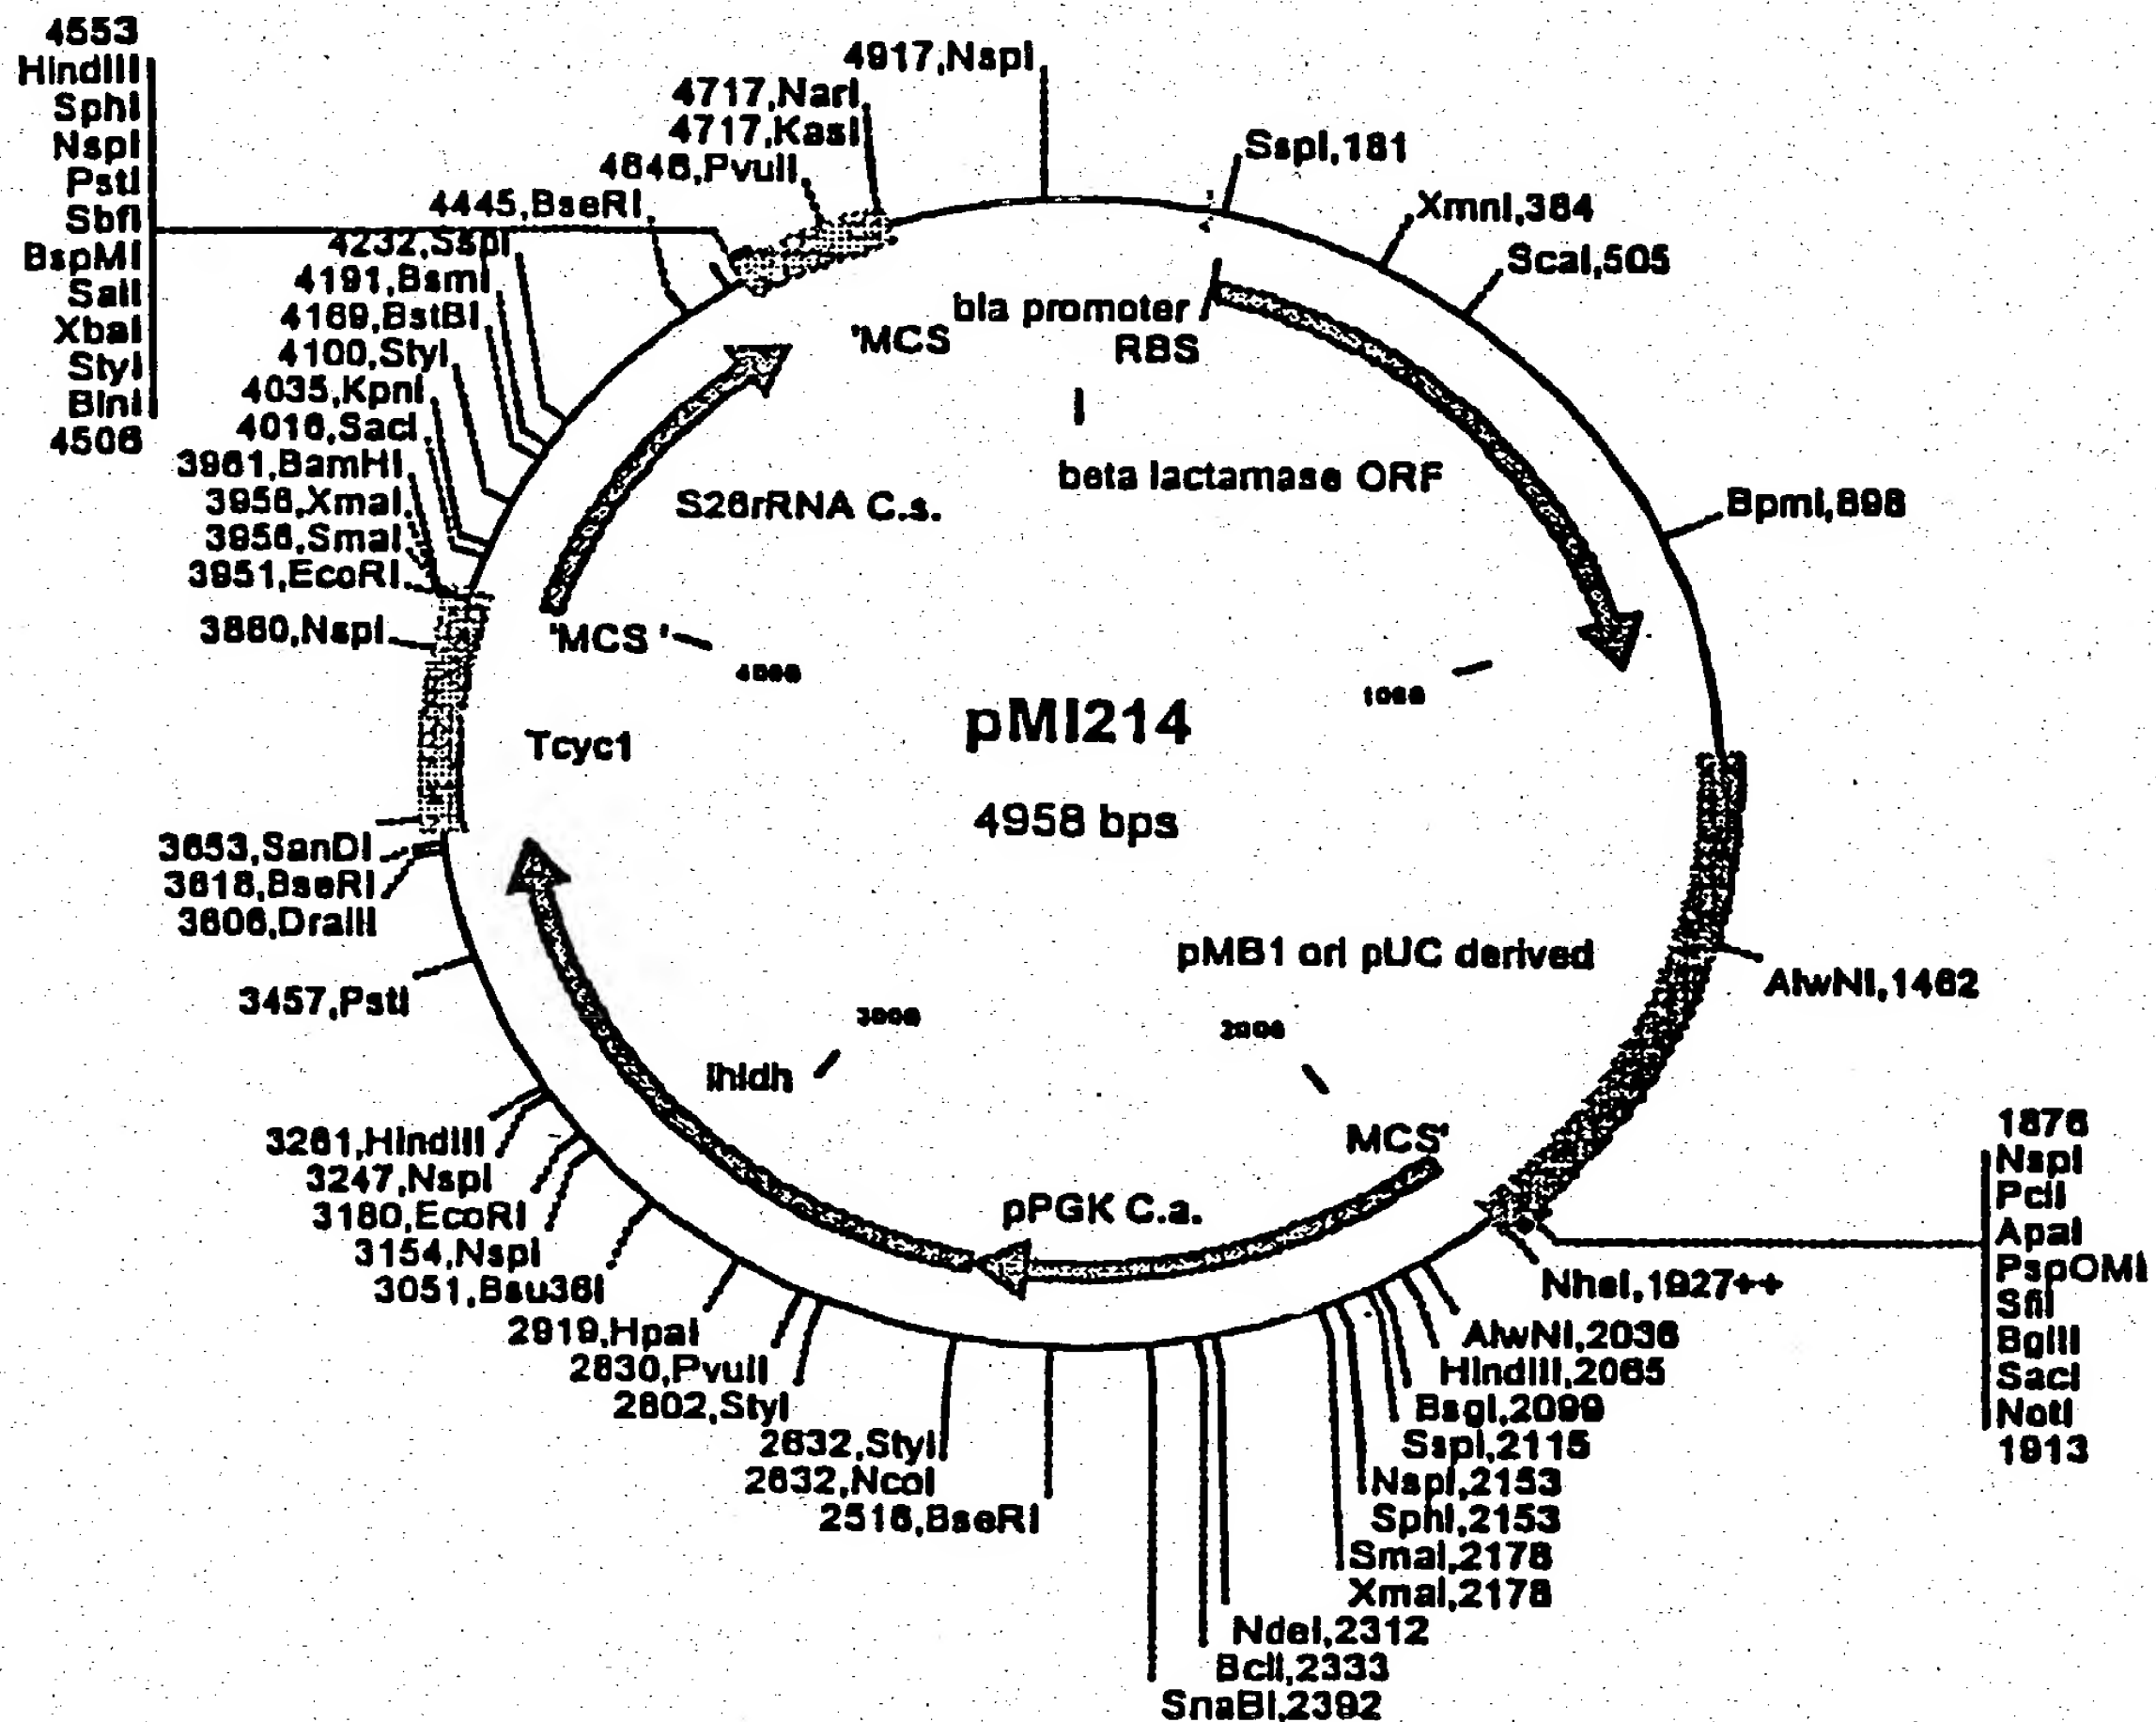 4553
HindIII
SphI
NspI
PstI
SbfI
BspMI
SalI
XbaI
StyI
BlnI
4506
4917,NspI
4717,NarI
4717,KasI
4646,PvuII
4445,BseRI
4232,SspI
4191,BsmI
4169,BstBI
4100,StyI
4035,KpnI
4016,SacI
3961,BamHI
3956,XmaI
3956,SmaI
3951,EcoRI
3880,NspI
3653,SanDI
3618,BseRI
3606,DraIII
3457,PstI
3261,HindIII
3247,NspI
3180,EcoRI
3154,NspI
3051,Bsu36I
2919,HpaI
2830,PvuII
2802,StyI
2632,StyI
2632,NcoI
2516,BseRI
SspI,181
XmnI,384
ScaI,505
BpmI,898
AlwNI,1462
1876
NspI
PciI
ApaI
PspOMI
SfiI
BglII
SacI
NotI
1913
NheI,1927++
AlwNI,2036
HindIII,2065
BsgI,2099
SspI,2115
NspI,2153
SphI,2153
SmaI,2178
XmaI,2178
NdeI,2312
BclI,2333
SnaBI,2392
bla promoter
RBS
'MCS
beta lactamase ORF
S26rRNA C.s.
'MCS '
4000
1000
pMI214
4958 bps
Tcyc1
pMB1 ori pUC derived
3000
2000
lhldh
MCS'
pPGK C.a.